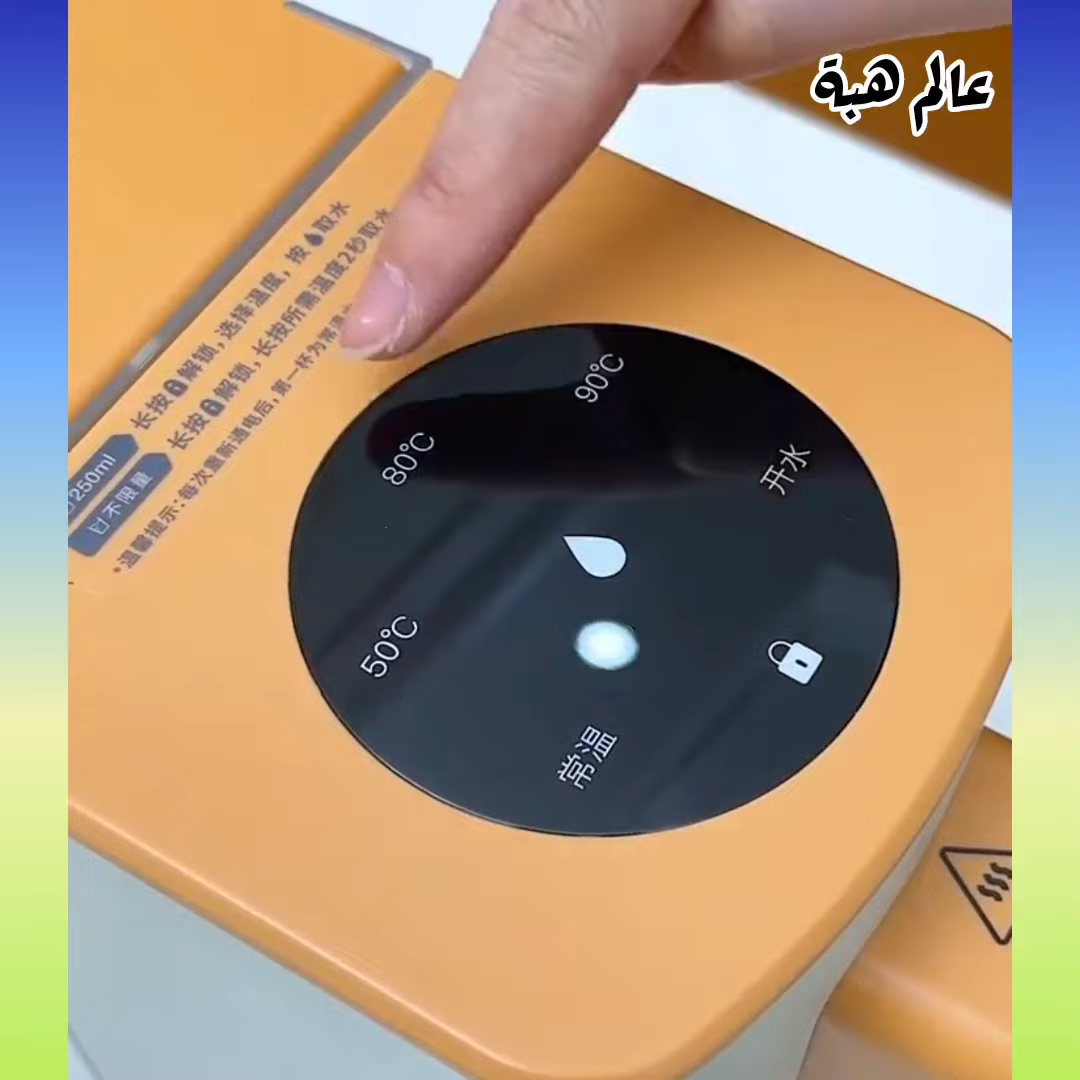 عالم هبة
250ml
长按解锁,选择温度,按取水
不限量
长按解锁,长按所需温度2秒取水
*温馨提示:每次重新通电后,第一杯为常温
90℃
80℃
开水
50℃
常温